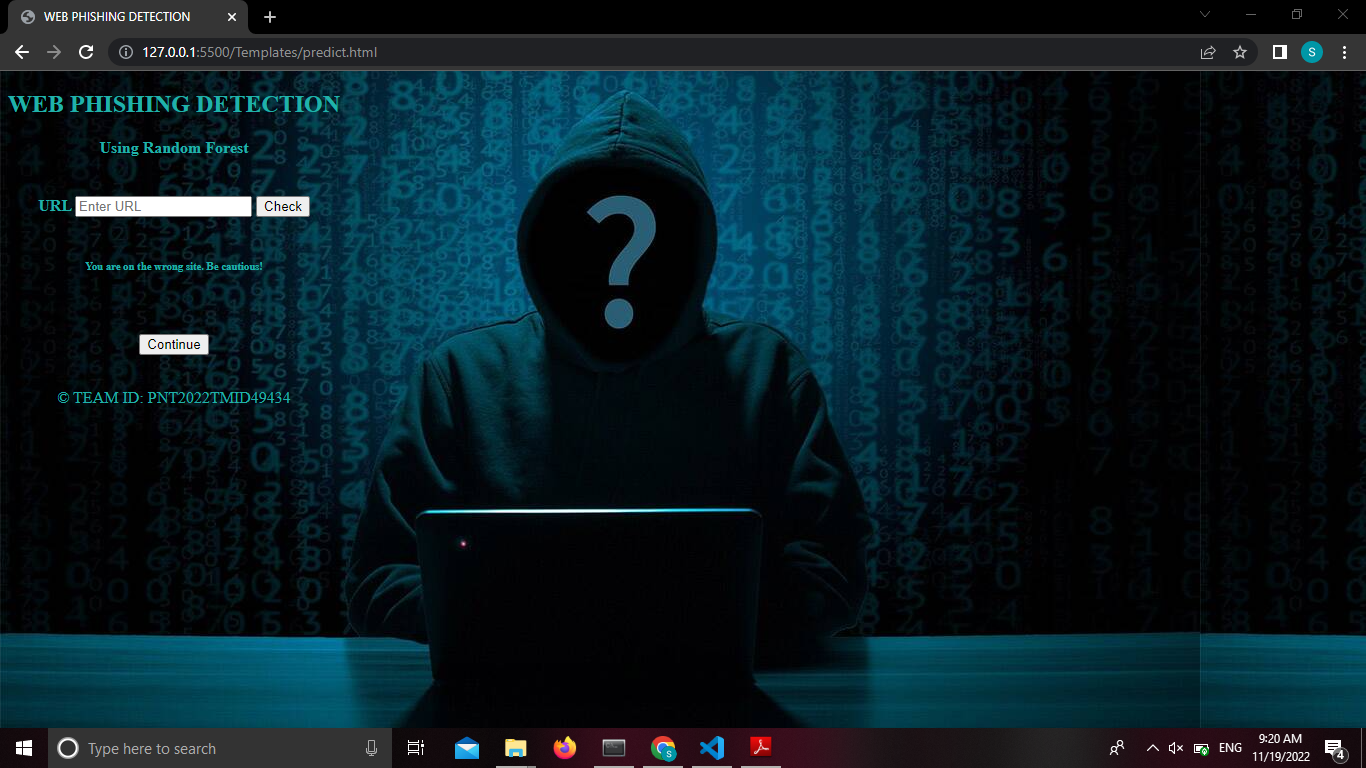 WEB PHISHING DETECTION
127.0.0.1:5500/Templates/predict.html
S
WEB PHISHING DETECTION
Using Random Forest
URL Enter URL Check
You are on the wrong site. Be cautious!
Continue
© TEAM ID: PNT2022TMID49434
?
Type here to search
S
ENG
9:20 AM
11/19/2022
4